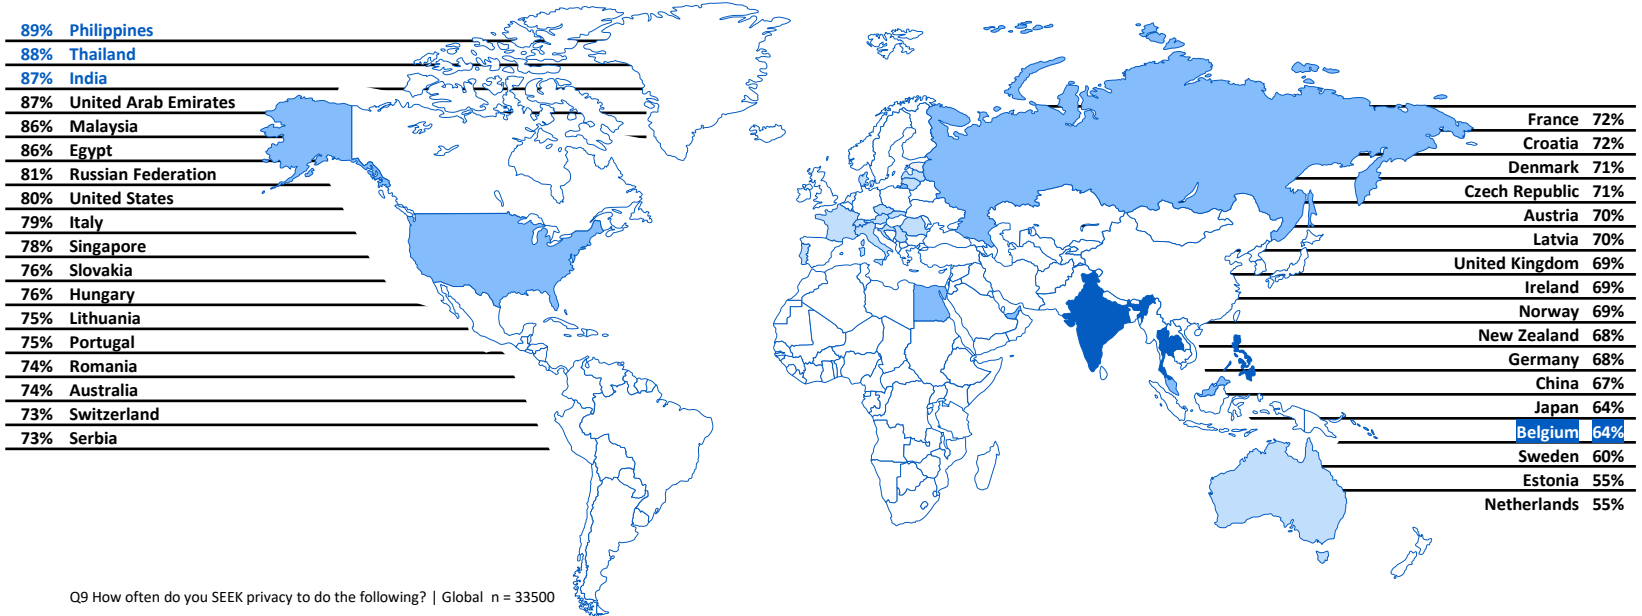 89% Philippines
88% Thailand
87% India
87% United Arab Emirates
86% Malaysia
86% Egypt
81% Russian Federation
80% United States
79% Italy
78% Singapore
76% Slovakia
76% Hungary
75% Lithuania
75% Portugal
74% Romania
74% Australia
73% Switzerland
73% Serbia
France 72%
Croatia 72%
Denmark 71%
Czech Republic 71%
Austria 70%
Latvia 70%
United Kingdom 69%
Ireland 69%
Norway 69%
New Zealand 68%
Germany 68%
China 67%
Japan 64%
Belgium 64%
Sweden 60%
Estonia 55%
Netherlands 55%
Q9 How often do you SEEK privacy to do the following? | Global n = 33500